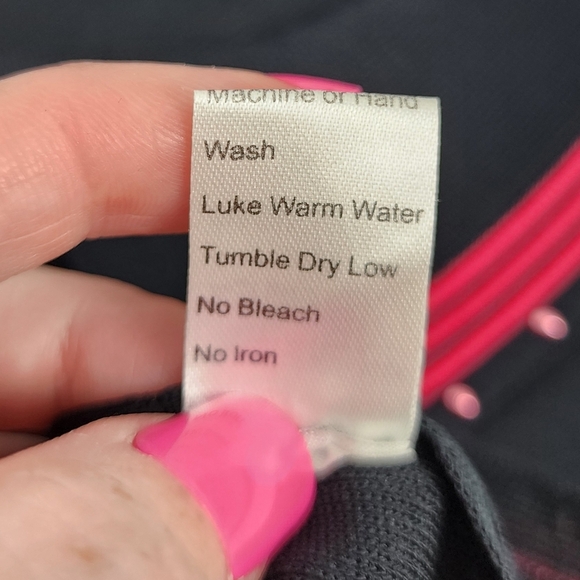 Machine or Hand
Wash
Luke Warm Water
Tumble Dry Low
No Bleach
No Iron